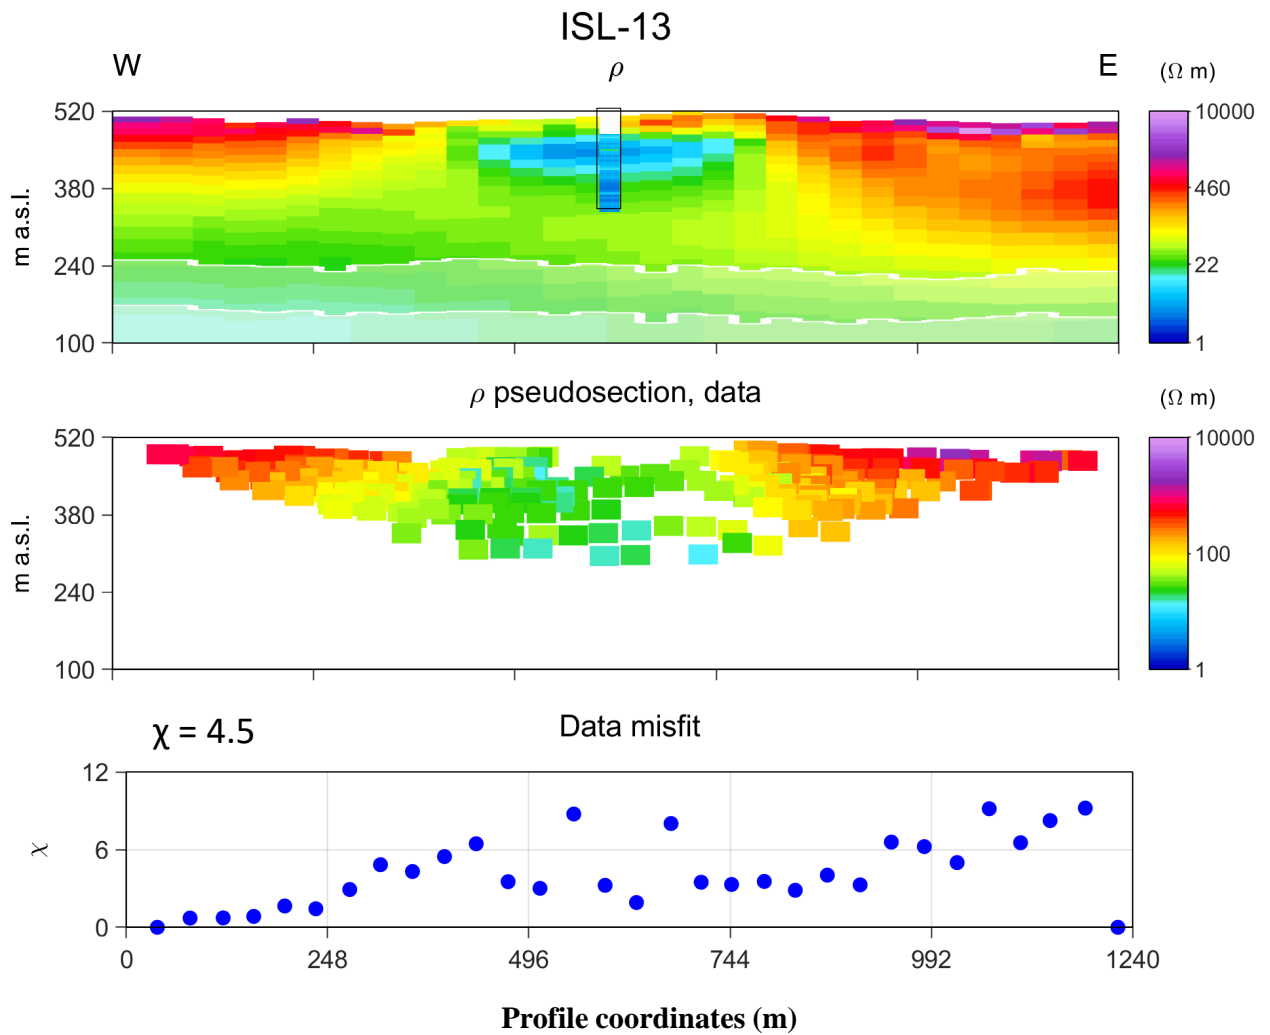 ISL-13
W ρ E (Ω m)
520 10000
380 460
240 22
100 1
m a.s.l.
ρ pseudosection, data (Ω m)
520 10000
380 100
240
100 1
m a.s.l.
χ = 4.5 Data misfit
12
6
0
χ
0 248 496 744 992 1240
Profile coordinates (m)